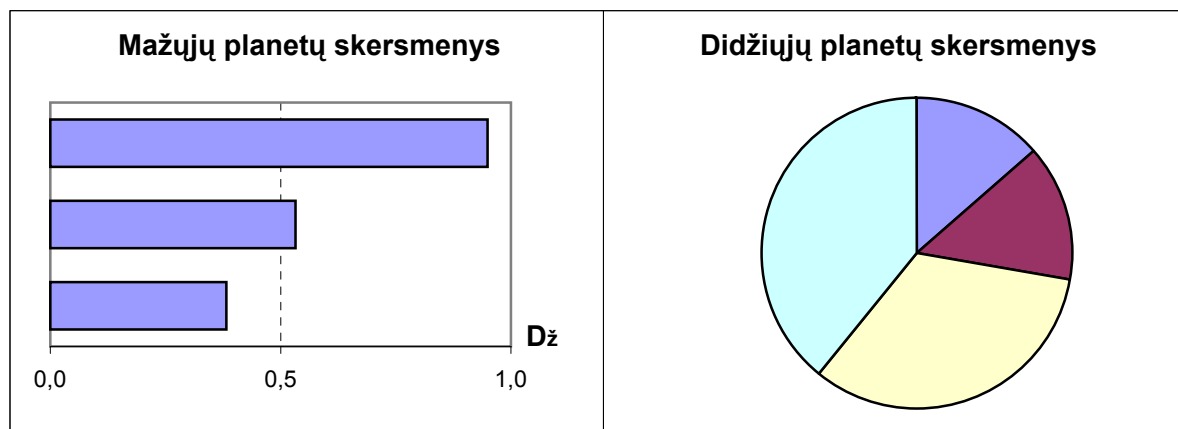 Mažųjų planetų skersmenys
Dž
0,0 0,5 1,0
Didžiųjų planetų skersmenys